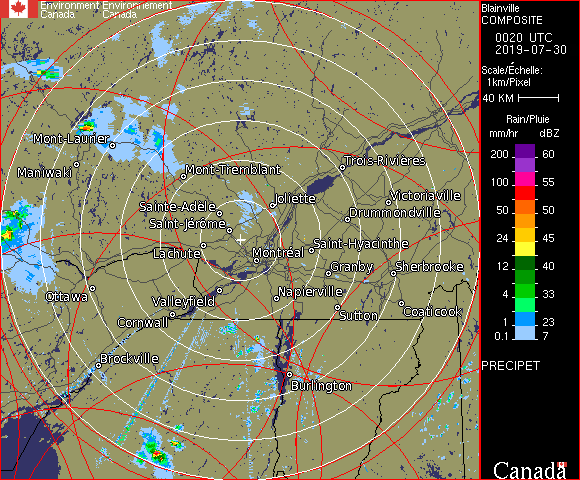 Environment Environnement
Canada Canada
Mont-Laurier
Maniwaki
Mont-Tremblant
Trois-Rivières
Sainte-Adèle
Joliette
Victoriaville
Saint-Jérôme
Drummondville
Lachute
Montréal
Saint-Hyacinthe
Granby
Sherbrooke
Ottawa
Valleyfield
Napierville
Cornwall
Sutton
Coaticook
Brockville
Burlington
Blainville
COMPOSITE
0020 UTC
2019-07-30
Scale/Échelle:
1km/Pixel
40 KM
Rain/Pluie
mm/hr dBZ
200 60
100 55
50 50
24 45
12 40
4 33
1 23
0.1 7
PRECIPET
Canada